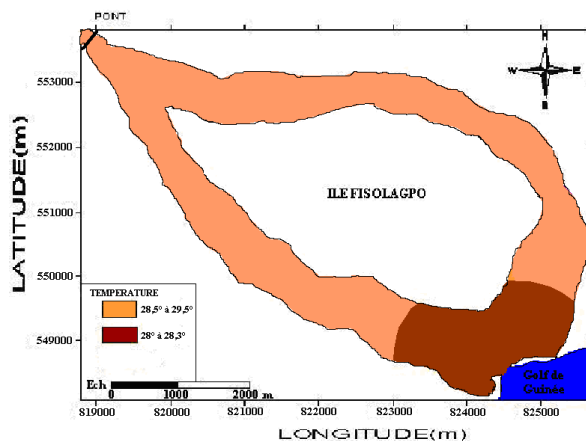 PONT
553000
552000
551000
550000
549000
LATITUDE(m)
W E
ILE FISOLAGPO
TEMPERATURE
28,5° à 29,5°
28° à 28,3°
Ech 0 1000 2000 m
Golf de
Guinée
819000 820000 821000 822000 823000 824000 825000
LONGITUDE(m)